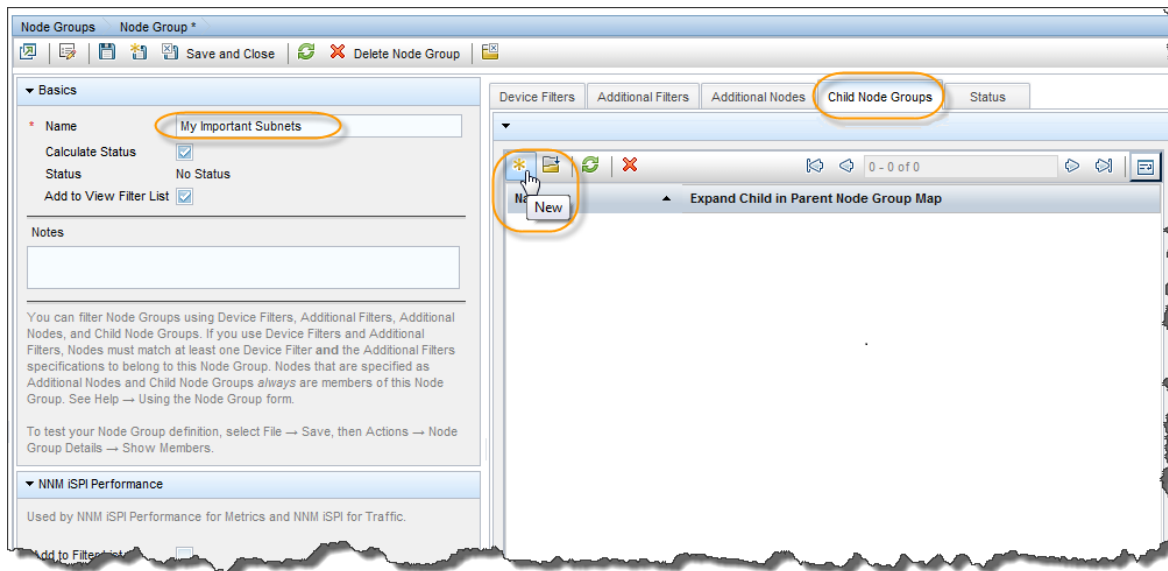 Node Groups Node Group *
Save and Close Delete Node Group
Basics
* Name My Important Subnets
Calculate Status
Status No Status
Add to View Filter List
Notes
You can filter Node Groups using Device Filters, Additional Filters, Additional
Nodes, and Child Node Groups. If you use Device Filters and Additional
Filters, Nodes must match at least one Device Filter and the Additional Filters
specifications to belong to this Node Group. Nodes that are specified as
Additional Nodes and Child Node Groups always are members of this Node
Group. See Help → Using the Node Group form.
To test your Node Group definition, select File → Save, then Actions → Node
Group Details → Show Members.
NNM iSPI Performance
Used by NNM iSPI Performance for Metrics and NNM iSPI for Traffic.
Add to Filter List
Device Filters Additional Filters Additional Nodes Child Node Groups Status
0 - 0 of 0
Expand Child in Parent Node Group Map
New